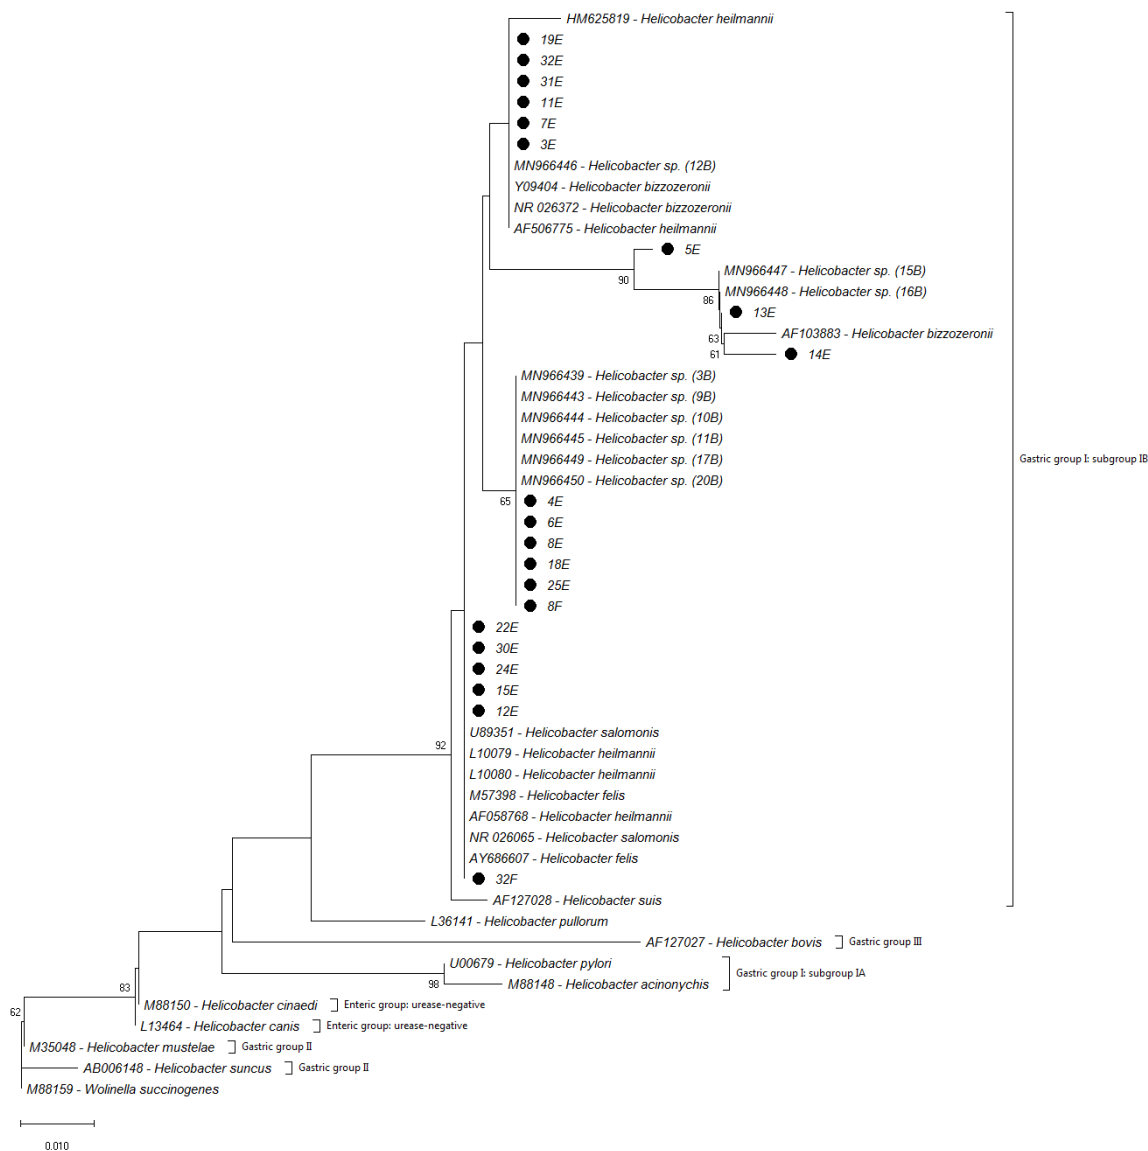 HM625819 - Helicobacter heilmannii
19E
32E
31E
11E
7E
3E
MN966446 - Helicobacter sp. (12B)
Y09404 - Helicobacter bizzozeronii
NR 026372 - Helicobacter bizzozeronii
AF506775 - Helicobacter heilmannii
5E
90
MN966447 - Helicobacter sp. (15B)
MN966448 - Helicobacter sp. (16B)
86
13E
AF103883 - Helicobacter bizzozeronii
63
61
14E
MN966439 - Helicobacter sp. (3B)
MN966443 - Helicobacter sp. (9B)
MN966444 - Helicobacter sp. (10B)
MN966445 - Helicobacter sp. (11B)
MN966449 - Helicobacter sp. (17B)
Gastric group I: subgroup IB
MN966450 - Helicobacter sp. (20B)
65
4E
6E
8E
18E
25E
8F
22E
30E
24E
15E
12E
U89351 - Helicobacter salomonis
92
L10079 - Helicobacter heilmannii
L10080 - Helicobacter heilmannii
M57398 - Helicobacter felis
AF058768 - Helicobacter heilmannii
NR 026065 - Helicobacter salomonis
AY686607 - Helicobacter felis
32F
AF127028 - Helicobacter suis
L36141 - Helicobacter pullorum
AF127027 - Helicobacter bovis
Gastric group III
U00679 - Helicobacter pylori
Gastric group I: subgroup IA
98
M88148 - Helicobacter acinonychis
83
M88150 - Helicobacter cinaedi
Enteric group: urease-negative
62
L13464 - Helicobacter canis
Enteric group: urease-negative
M35048 - Helicobacter mustelae
Gastric group II
AB006148 - Helicobacter suncus
Gastric group II
M88159 - Wolinella succinogenes
0.010